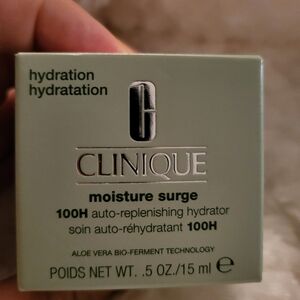 hydration
hydratation
CLINIQUE
moisture surge
100H auto-replenishing hydrator
soin auto-réhydratant 100H
ALOE VERA BIO-FERMENT TECHNOLOGY
POIDS NET WT. .5 OZ/15 ml ℮